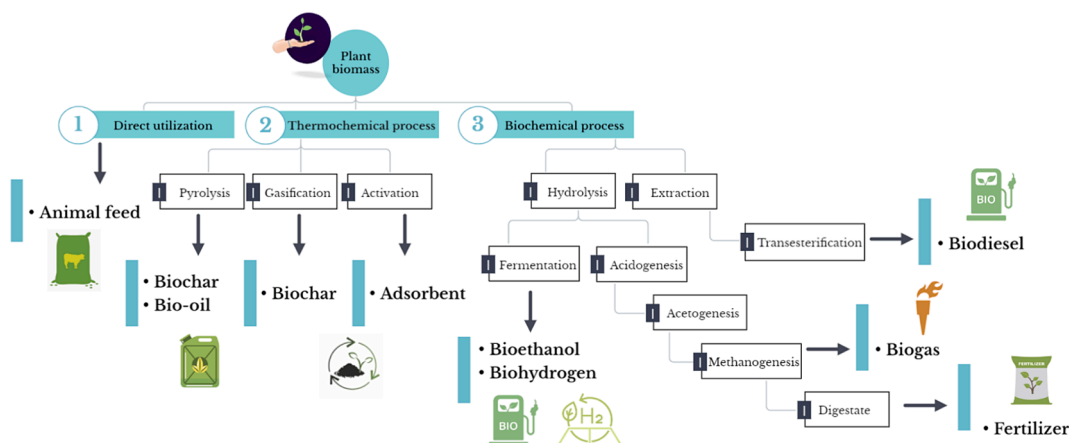 Plant
biomass
1 Direct utilization
2 Thermochemical process
3 Biochemical process
Pyrolysis
Gasification
Activation
Hydrolysis
Extraction
• Animal feed
BIO
Transesterification
• Biodiesel
Fermentation
Acidogenesis
• Biochar
• Bio-oil
• Biochar
• Adsorbent
Acetogenesis
• Bioethanol
• Biohydrogen
Methanogenesis
• Biogas
FERTILIZER
BIO
H2
Digestate
• Fertilizer